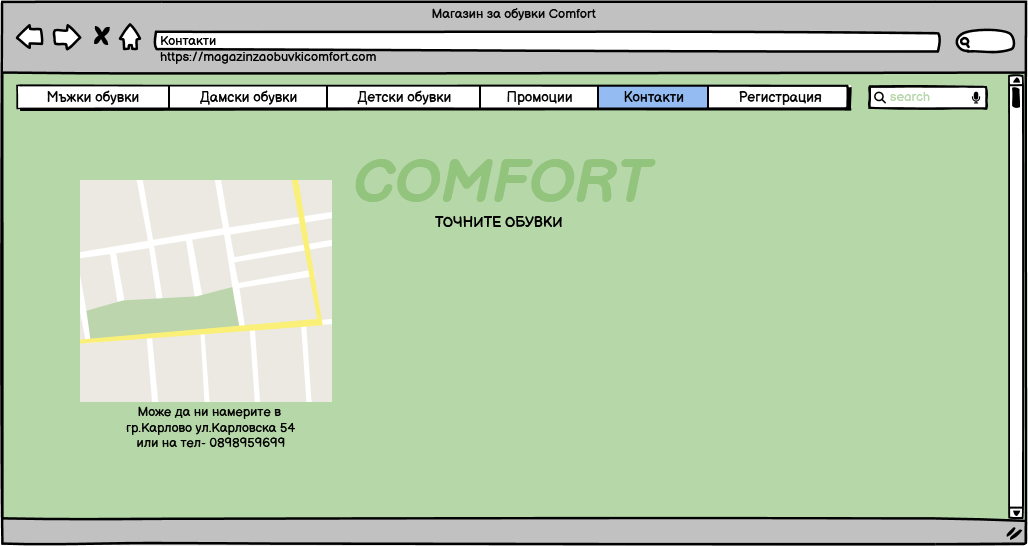 Магазин за обувки Comfort
Контакти
https://magazinzaobuvkicomfort.com
Мъжки обувки Дамски обувки Детски обувки Промоции Контакти Регистрация search
COMFORT
ТОЧНИТЕ ОБУВКИ
Може да ни намерите в
гр.Карлово ул.Карловска 54
или на тел- 0898959699